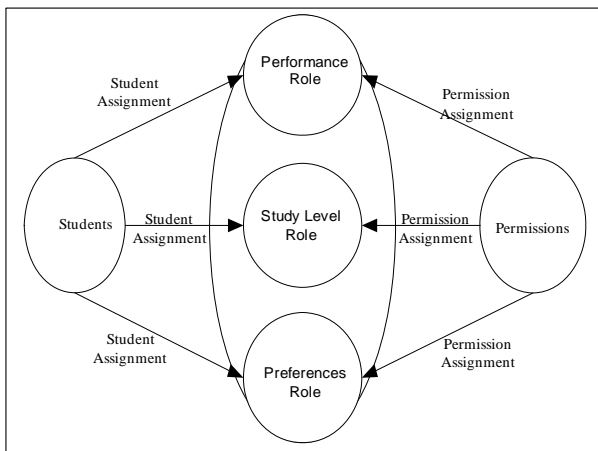 Performance
Role
Student
Assignment
Permission
Assignment
Students
Student
Assignment
Study Level
Role
Permission
Assignment
Permissions
Student
Assignment
Preferences
Role
Permission
Assignment